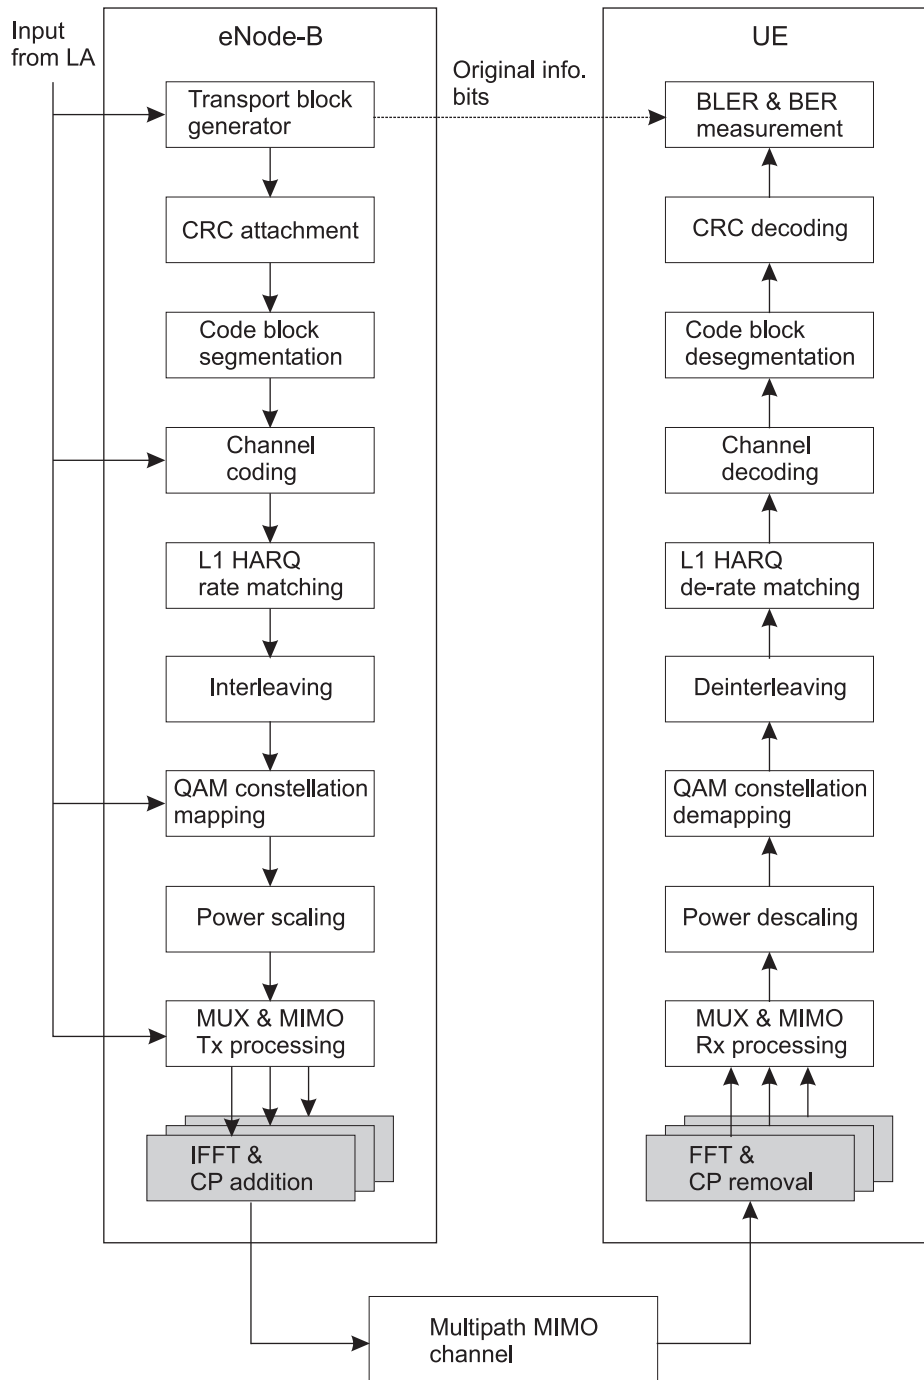 Input
from LA
eNode-B
Transport block
generator
CRC attachment
Code block
segmentation
Channel
coding
L1 HARQ
rate matching
Interleaving
QAM constellation
mapping
Power scaling
MUX & MIMO
Tx processing
IFFT &
CP addition
Original info.
bits
UE
BLER & BER
measurement
CRC decoding
Code block
desegmentation
Channel
decoding
L1 HARQ
de-rate matching
Deinterleaving
QAM constellation
demapping
Power descaling
MUX & MIMO
Rx processing
FFT &
CP removal
Multipath MIMO
channel